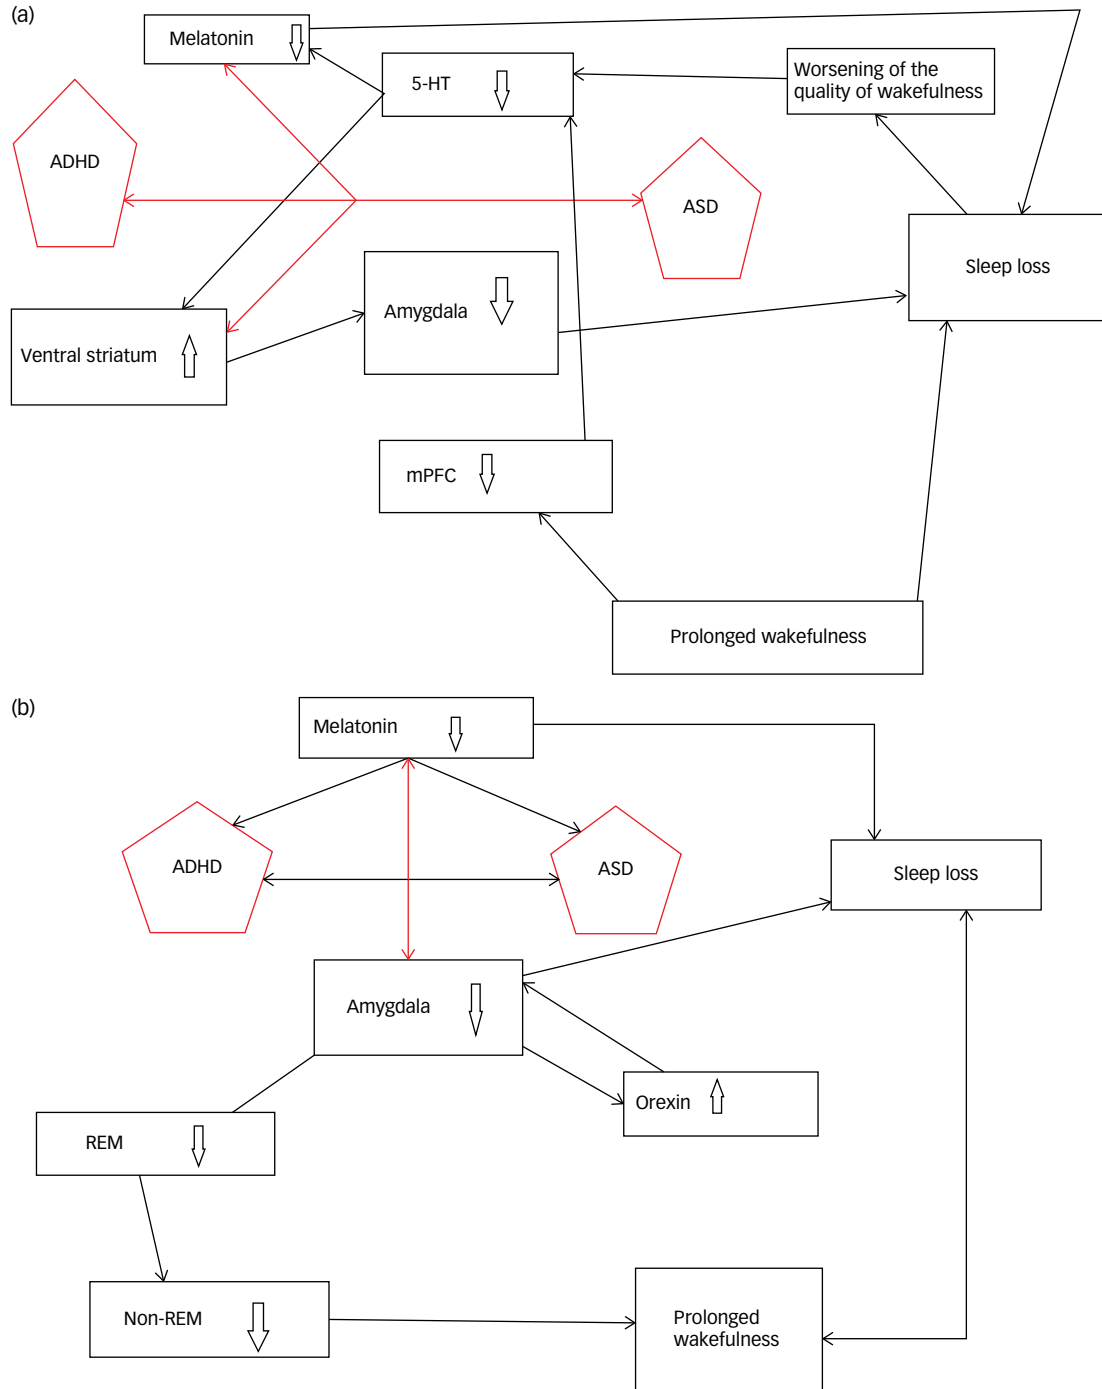 (a)
Melatonin
5-HT
Worsening of the
quality of wakefulness
ADHD
ASD
Sleep loss
Amygdala
Ventral striatum
mPFC
Prolonged wakefulness
(b)
Melatonin
ADHD
ASD
Sleep loss
Amygdala
Orexin
REM
Non-REM
Prolonged
wakefulness